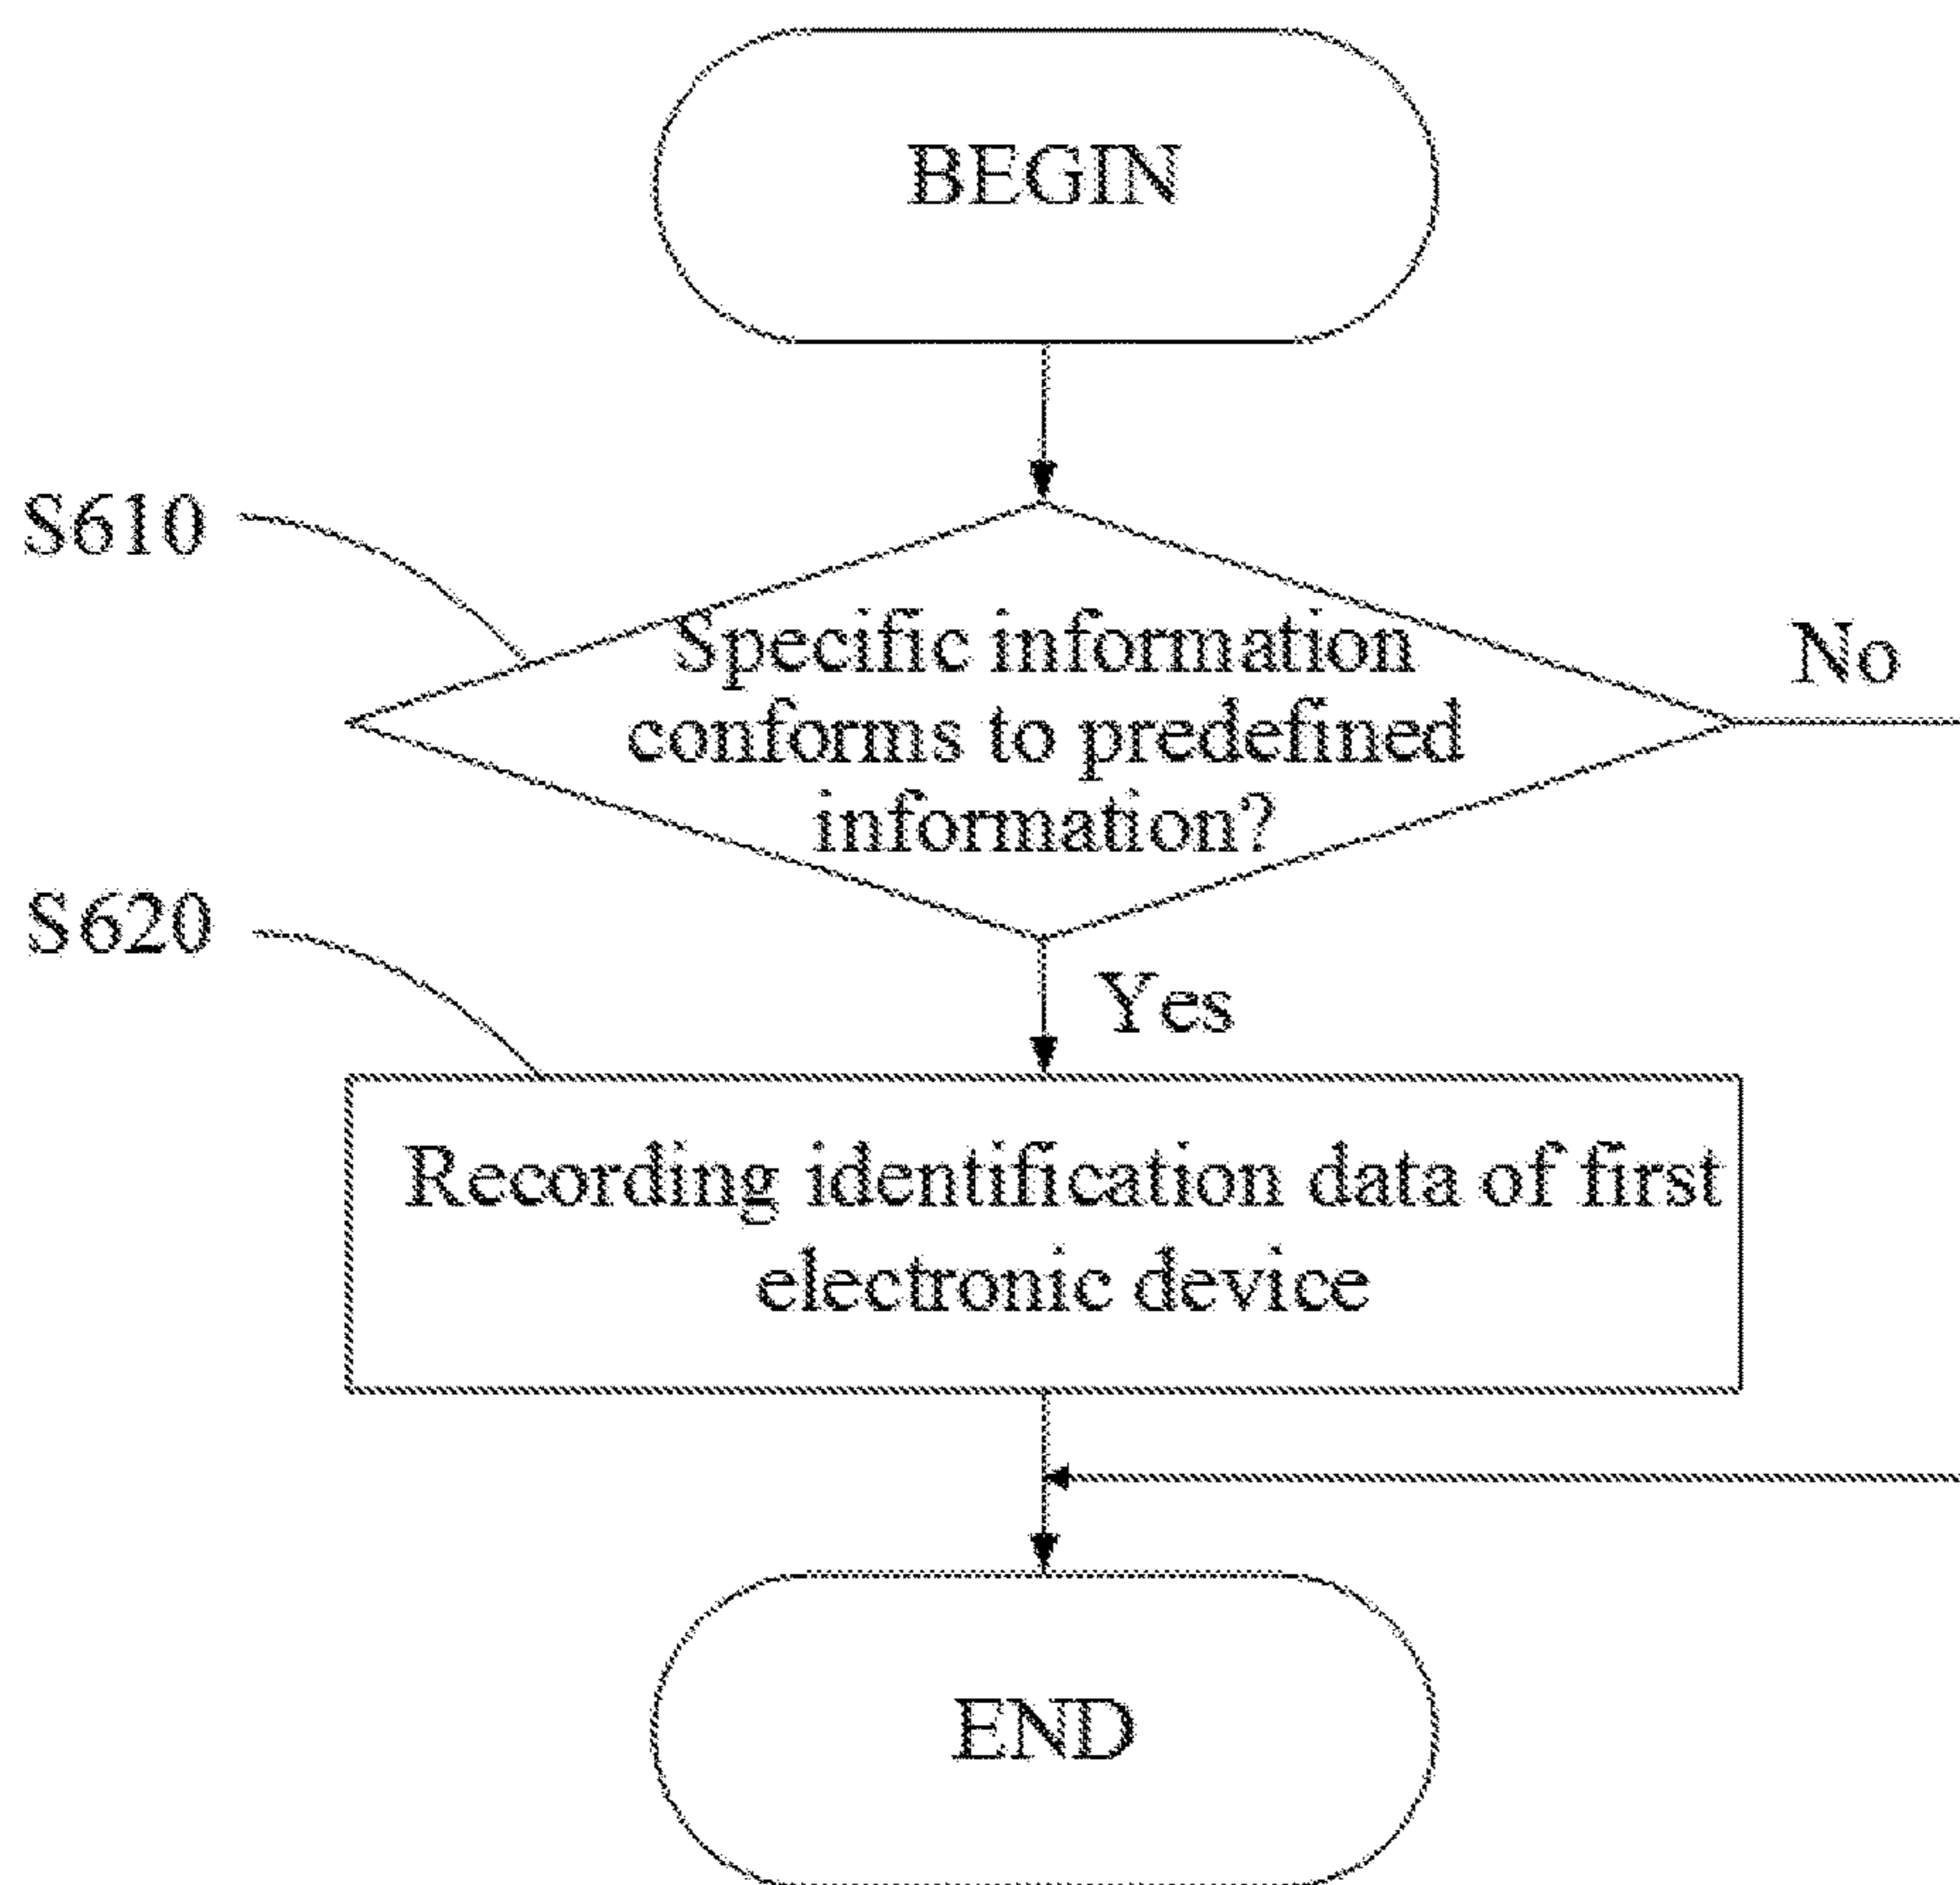 BEGIN
S610
Specific information
conforms to predefined
information?
No
S620
Yes
Recording identification data of first
electronic device
END